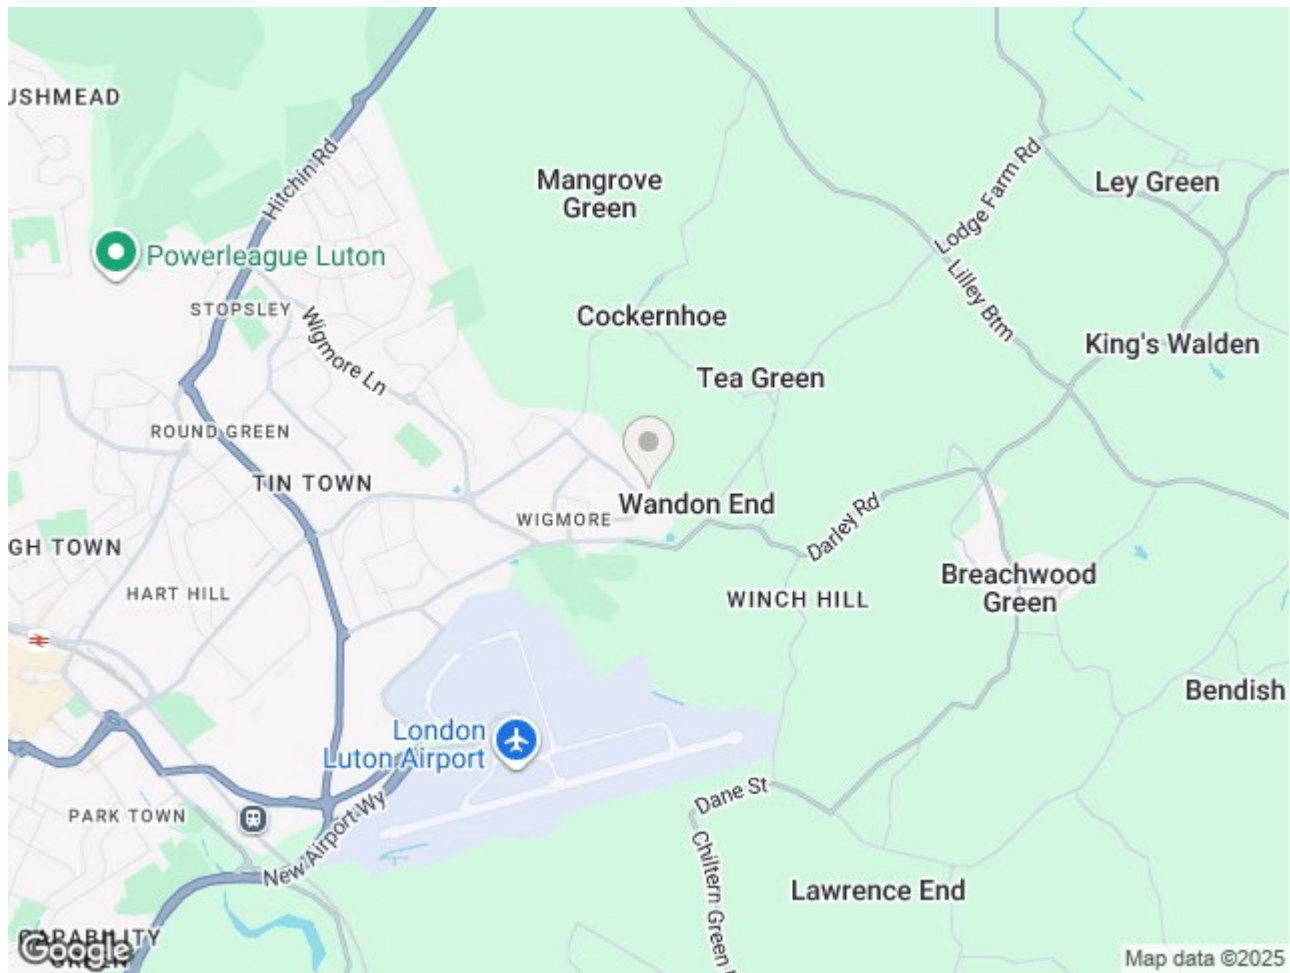 USHMEAD
Hitchin Rd
Mangrove
Green
Lodge Farm Rd
Ley Green
Powerleague Luton
STOPSLEY
Wigmore Ln
Cockernhoe
Lilley Btm
King's Walden
Tea Green
ROUND GREEN
TIN TOWN
WIGMORE
Wandon End
Darley Rd
GH TOWN
HART HILL
WINCH HILL
Breachwood
Green
Bendish
London
Luton Airport
PARK TOWN
New Airport Wy
Dane St
Chiltern Green
Lawrence End
CAPABILITY
GREEN
Google
Map data ©2025